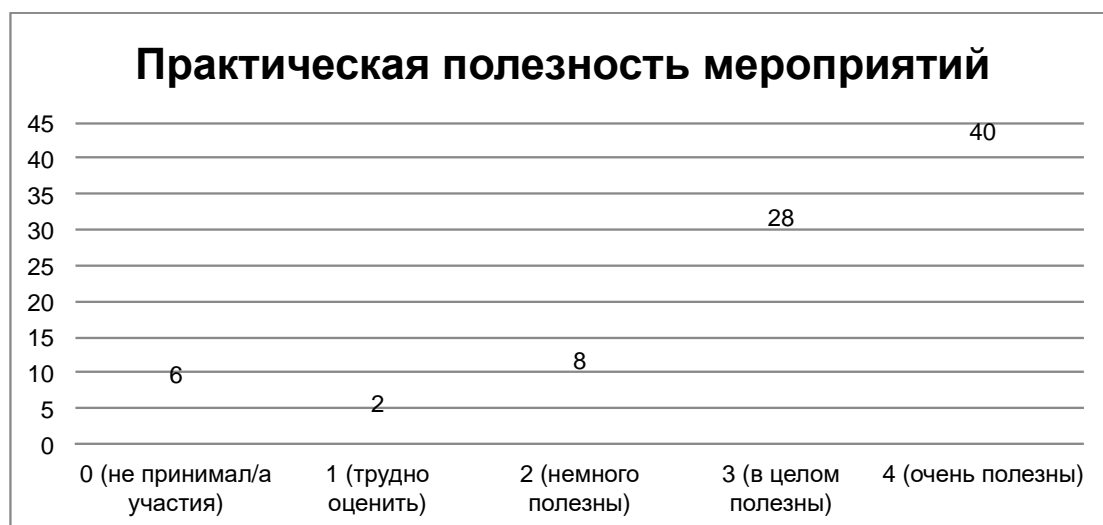 Практическая полезность мероприятий
45
40
35
30
25
20
15
10
5
0
6
2
8
28
40
0 (не принимал/а
участия)
1 (трудно
оценить)
2 (немного
полезны)
3 (в целом
полезны)
4 (очень полезны)